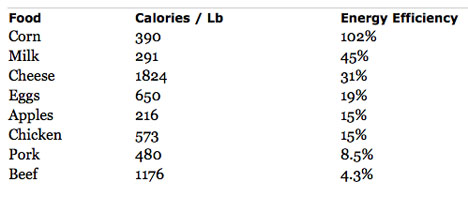 Food Calories / Lb Energy Efficiency
Corn 390 102%
Milk 291 45%
Cheese 1824 31%
Eggs 650 19%
Apples 216 15%
Chicken 573 15%
Pork 480 8.5%
Beef 1176 4.3%